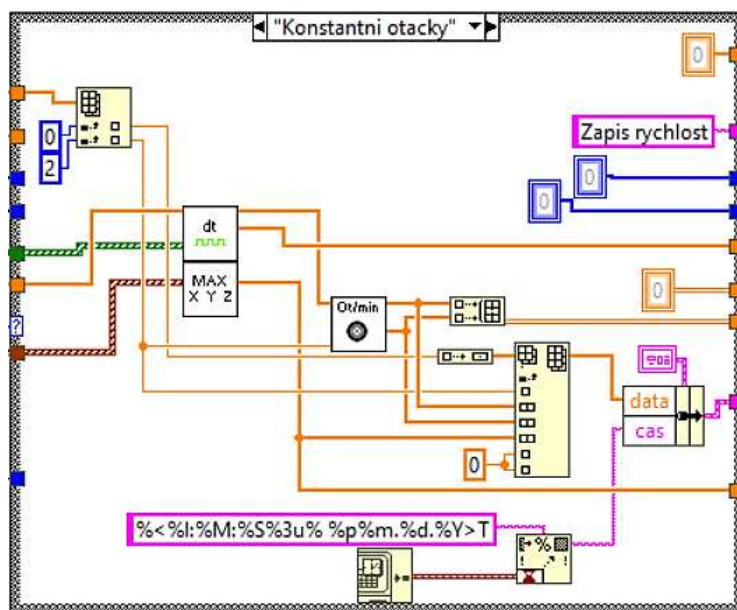 "Konstantni otacky"
0
Zapis rychlost
0
2
0
0
dt
MAX
X Y Z
Ot/min
0
?
data
cas
0
%<%I:%M:%S%3u% %p%m.%d.%Y>T
%